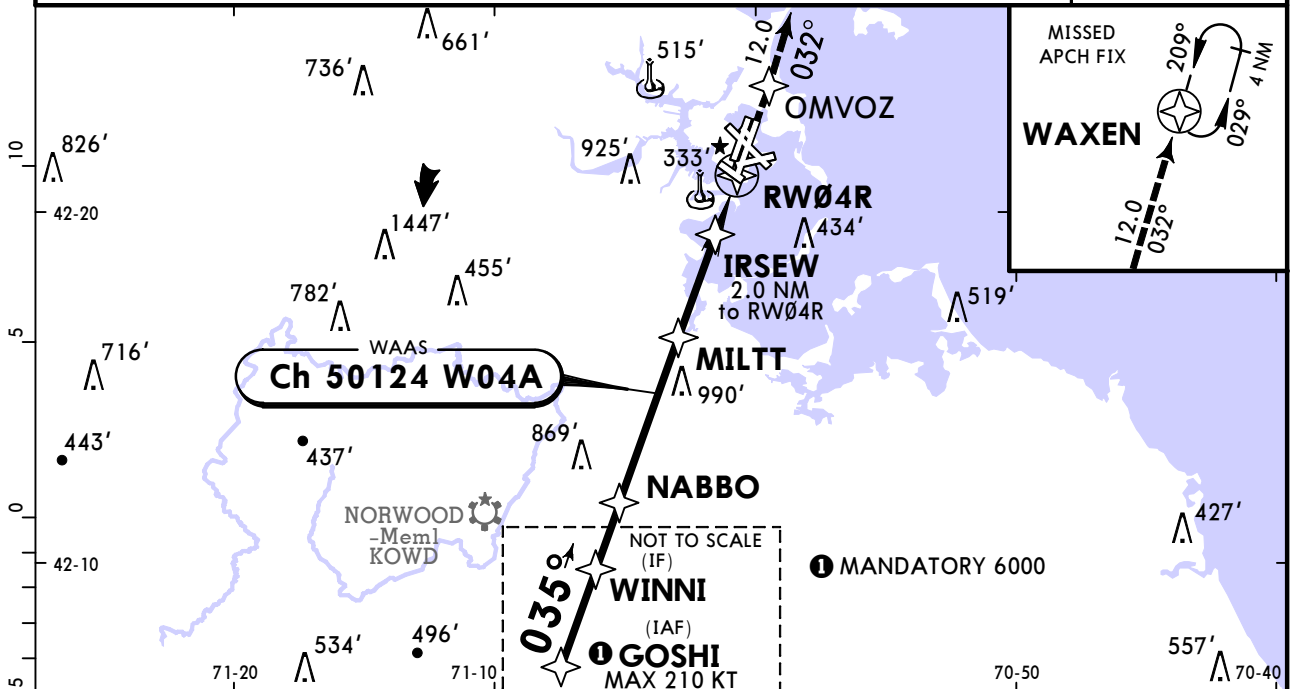 661'
736'
515'
12.0
032°
OMVOZ
826'
925'
333'
10
42-20
RWØ4R
1447'
434'
IRSEW
2.0 NM
to RWØ4R
455'
782'
519'
5
716'
WAAS
Ch 50124 W04A
MILTT
990'
443'
437'
869'
NABBO
0
NORWOOD
-Meml
KOWD
427'
NOT TO SCALE
(IF)
WINNI
42-10
1 MANDATORY 6000
035°
(IAF)
1 GOSHI
MAX 210 KT
534'
496'
557'
5
71-20
71-10
70-50
70-40
MISSED
APCH FIX
209°
4 NM
029°
WAXEN
12.0
032°